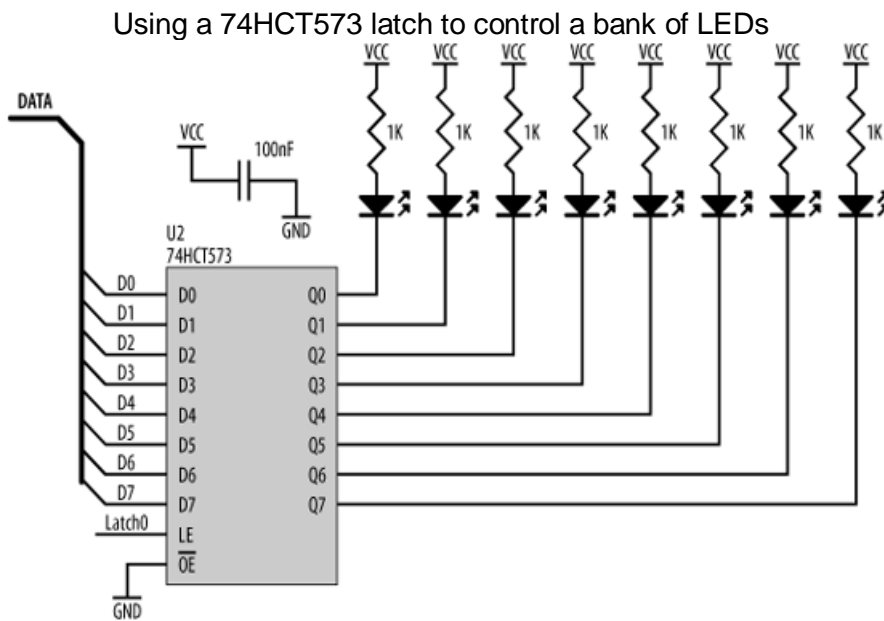 Using a 74HCT573 latch to control a bank of LEDs
VCC VCC VCC VCC VCC VCC VCC VCC
DATA
1K 1K 1K 1K 1K 1K 1K 1K
VCC
100nF
GND
U2
74HCT573
D0 D0 Q0
D1 D1 Q1
D2 D2 Q2
D3 D3 Q3
D4 D4 Q4
D5 D5 Q5
D6 D6 Q6
D7 D7 Q7
Latch0 LE
OE
GND